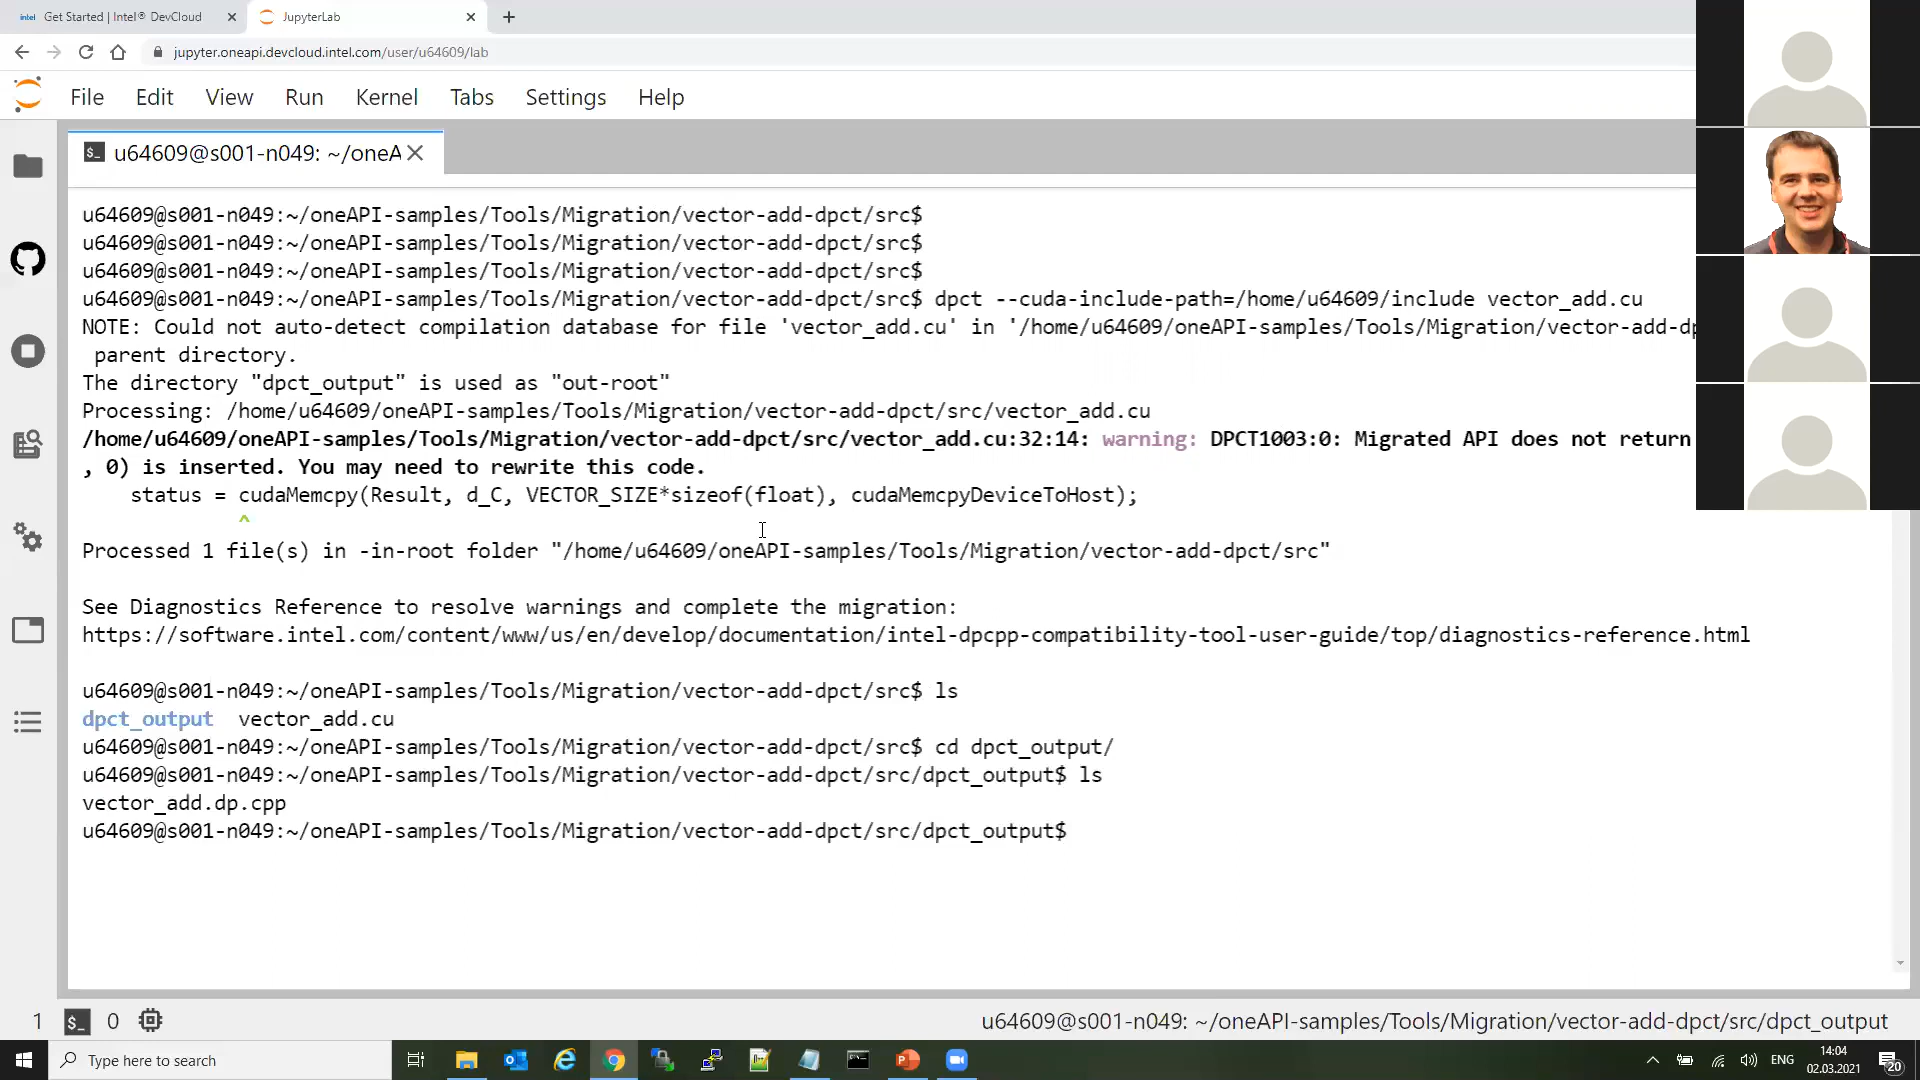 intel Get Started | Intel® DevCloud
JupyterLab
jupyter.oneapi.devcloud.intel.com/user/u64609/lab
File Edit View Run Kernel Tabs Settings Help
$_ u64609@s001-n049: ~/oneA
u64609@s001-n049:~/oneAPI-samples/Tools/Migration/vector-add-dpct/src$
u64609@s001-n049:~/oneAPI-samples/Tools/Migration/vector-add-dpct/src$
u64609@s001-n049:~/oneAPI-samples/Tools/Migration/vector-add-dpct/src$
u64609@s001-n049:~/oneAPI-samples/Tools/Migration/vector-add-dpct/src$ dpct --cuda-include-path=/home/u64609/include vector_add.cu
NOTE: Could not auto-detect compilation database for file 'vector_add.cu' in '/home/u64609/oneAPI-samples/Tools/Migration/vector-add-dp
parent directory.
The directory "dpct_output" is used as "out-root"
Processing: /home/u64609/oneAPI-samples/Tools/Migration/vector-add-dpct/src/vector_add.cu
/home/u64609/oneAPI-samples/Tools/Migration/vector-add-dpct/src/vector_add.cu:32:14: warning: DPCT1003:0: Migrated API does not return
, 0) is inserted. You may need to rewrite this code.
status = cudaMemcpy(Result, d_C, VECTOR_SIZE*sizeof(float), cudaMemcpyDeviceToHost);
^
Processed 1 file(s) in -in-root folder "/home/u64609/oneAPI-samples/Tools/Migration/vector-add-dpct/src"
See Diagnostics Reference to resolve warnings and complete the migration:
https://software.intel.com/content/www/us/en/develop/documentation/intel-dpcpp-compatibility-tool-user-guide/top/diagnostics-reference.html
u64609@s001-n049:~/oneAPI-samples/Tools/Migration/vector-add-dpct/src$ ls
dpct_output vector_add.cu
u64609@s001-n049:~/oneAPI-samples/Tools/Migration/vector-add-dpct/src$ cd dpct_output/
u64609@s001-n049:~/oneAPI-samples/Tools/Migration/vector-add-dpct/src/dpct_output$ ls
vector_add.dp.cpp
u64609@s001-n049:~/oneAPI-samples/Tools/Migration/vector-add-dpct/src/dpct_output$
1 $_ 0 u64609@s001-n049: ~/oneAPI-samples/Tools/Migration/vector-add-dpct/src/dpct_output
Type here to search
ENG
14:04
02.03.2021
20